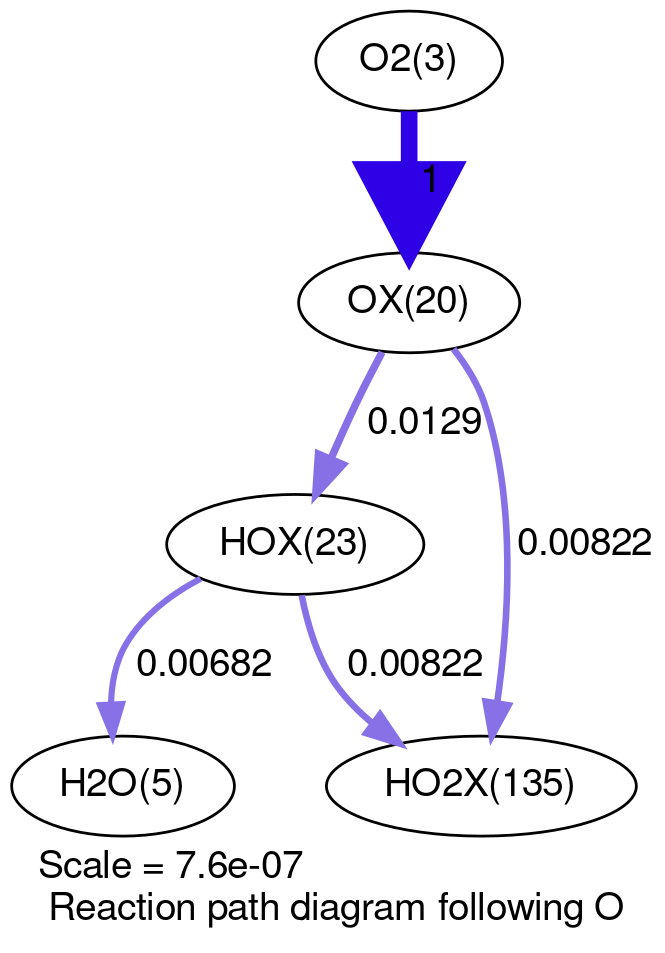 O2(3)
1
OX(20)
0.0129
HOX(23)
0.00822
0.00682
0.00822
H2O(5)
HO2X(135)
Scale = 7.6e-07
Reaction path diagram following O